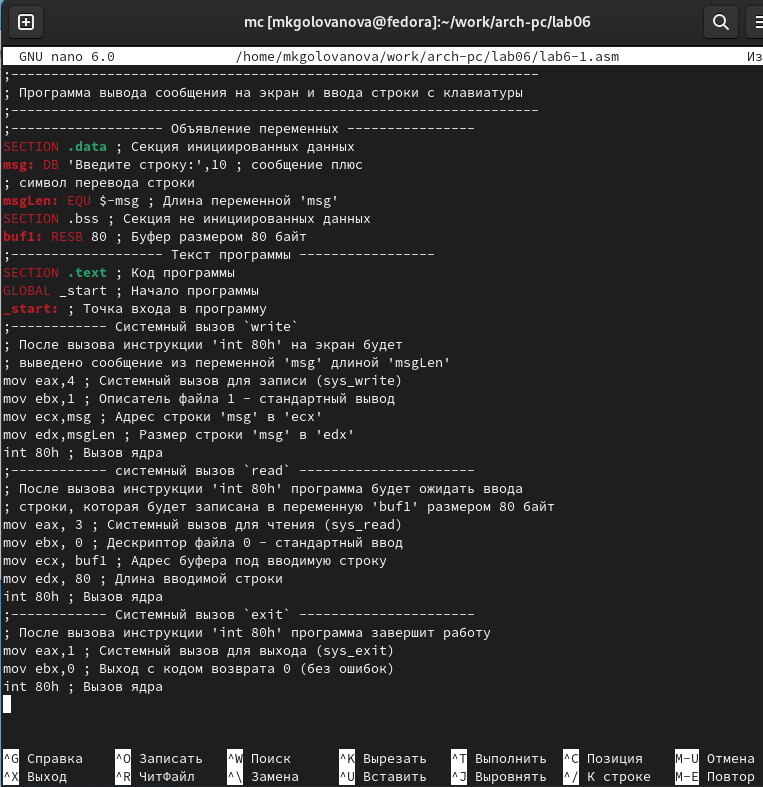 mc [mkgolovanova@fedora]:~/work/arch-pc/lab06
GNU nano 6.0 /home/mkgolovanova/work/arch-pc/lab06/lab6-1.asm Из
;------------------------------------------------------------------
; Программа вывода сообщения на экран и ввода строки с клавиатуры
;------------------------------------------------------------------
;------------------- Объявление переменных ----------------
SECTION .data ; Секция инициированных данных
msg: DB 'Введите строку:',10 ; сообщение плюс
; символ перевода строки
msgLen: EQU $-msg ; Длина переменной 'msg'
SECTION .bss ; Секция не инициированных данных
buf1: RESB 80 ; Буфер размером 80 байт
;------------------- Текст программы -----------------
SECTION .text ; Код программы
GLOBAL _start ; Начало программы
_start: ; Точка входа в программу
;------------ Системный вызов `write`
; После вызова инструкции 'int 80h' на экран будет
; выведено сообщение из переменной 'msg' длиной 'msgLen'
mov eax,4 ; Системный вызов для записи (sys_write)
mov ebx,1 ; Описатель файла 1 - стандартный вывод
mov ecx,msg ; Адрес строки 'msg' в 'ecx'
mov edx,msgLen ; Размер строки 'msg' в 'edx'
int 80h ; Вызов ядра
;------------ системный вызов `read` ----------------------
; После вызова инструкции 'int 80h' программа будет ожидать ввода
; строки, которая будет записана в переменную 'buf1' размером 80 байт
mov eax, 3 ; Системный вызов для чтения (sys_read)
mov ebx, 0 ; Дескриптор файла 0 - стандартный ввод
mov ecx, buf1 ; Адрес буфера под вводимую строку
mov edx, 80 ; Длина вводимой строки
int 80h ; Вызов ядра
;------------ Системный вызов `exit` ----------------------
; После вызова инструкции 'int 80h' программа завершит работу
mov eax,1 ; Системный вызов для выхода (sys_exit)
mov ebx,0 ; Выход с кодом возврата 0 (без ошибок)
int 80h ; Вызов ядра
^G Справка ^O Записать ^W Поиск ^K Вырезать ^T Выполнить ^C Позиция M-U Отмена
^X Выход ^R ЧитФайл ^\ Замена ^U Вставить ^J Выровнять ^/ К строке M-E Повтор